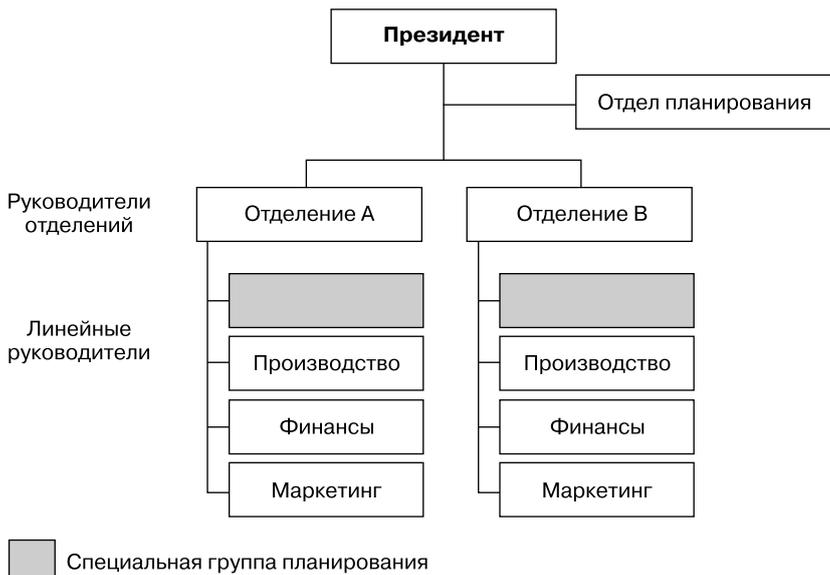 Президент
Отдел планирования
Руководители
отделений
Отделение А
Отделение В
Линейные
руководители
Производство
Производство
Финансы
Финансы
Маркетинг
Маркетинг
Специальная группа планирования